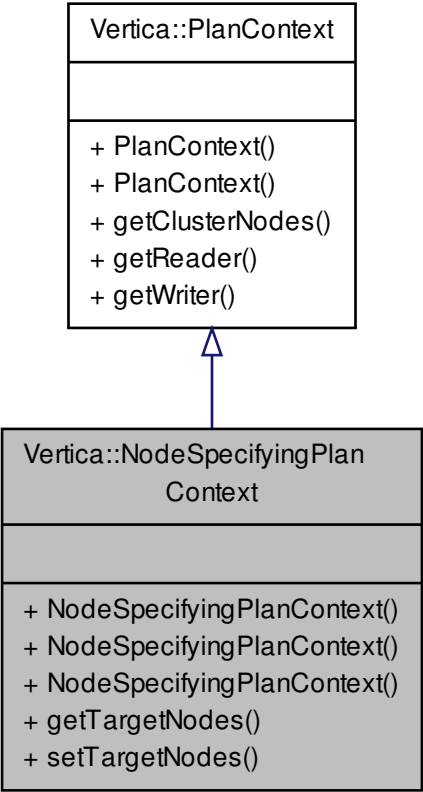 Vertica::PlanContext
+ PlanContext()
+ PlanContext()
+ getClusterNodes()
+ getReader()
+ getWriter()
Vertica::NodeSpecifyingPlan
Context
+ NodeSpecifyingPlanContext()
+ NodeSpecifyingPlanContext()
+ NodeSpecifyingPlanContext()
+ getTargetNodes()
+ setTargetNodes()